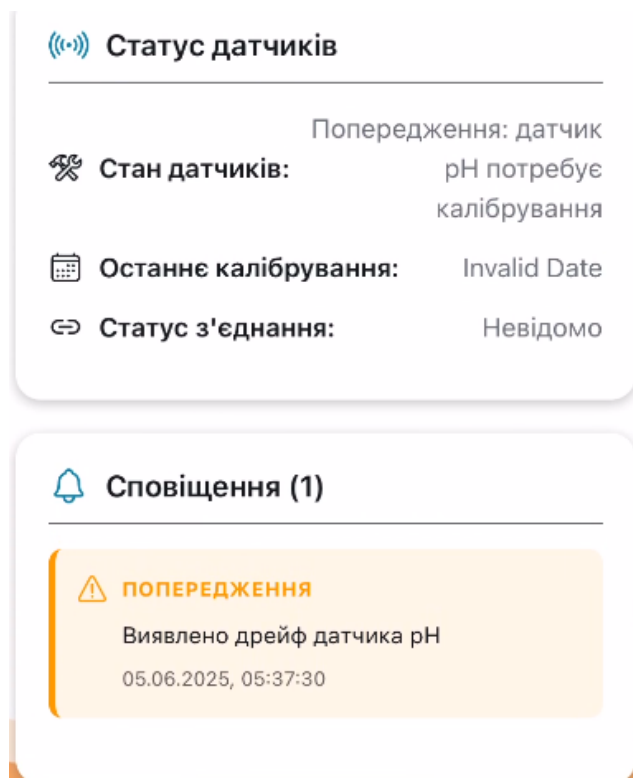 Статус датчиків
Попередження: датчик
Стан датчиків: pH потребує
калібрування
Останнє калібрування: Invalid Date
Статус з'єднання: Невідомо
Сповіщення (1)
ПОПЕРЕДЖЕННЯ
Виявлено дрейф датчика pH
05.06.2025, 05:37:30